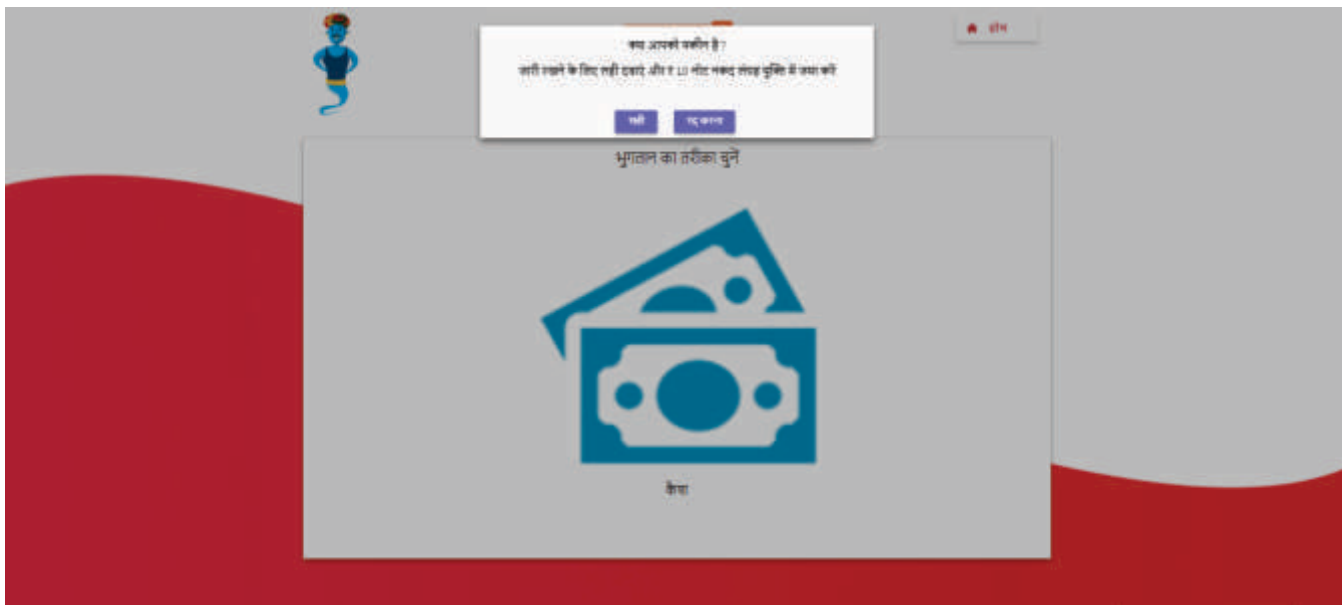 क्या आपको यकीन है ?
जारी रखने के लिए सही दबाएं और ₹ 10 नोट नकद संग्रह युक्ति में जमा करें
सही
रद्द करना
होम
भुगतान का तरीका चुनें
कैश